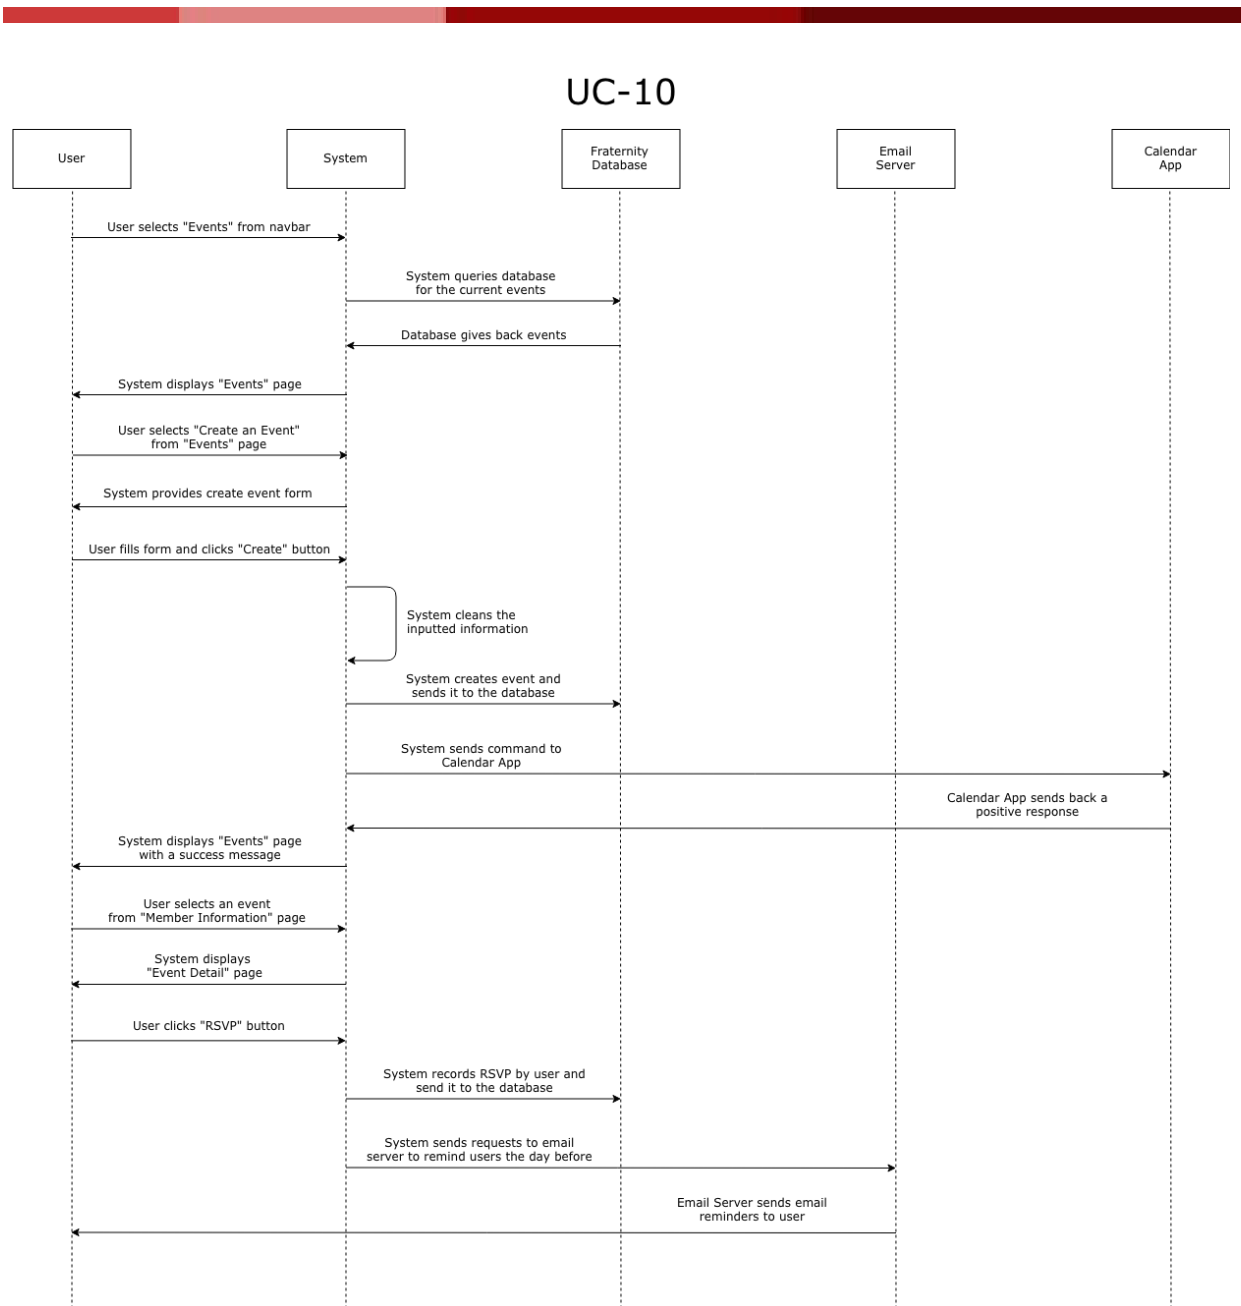 UC-10
User
System
Fraternity
Database
Email
Server
Calendar
App
User selects "Events" from navbar
System queries database
for the current events
Database gives back events
System displays "Events" page
User selects "Create an Event"
from "Events" page
System provides create event form
User fills form and clicks "Create" button
System cleans the
inputted information
System creates event and
sends it to the database
System sends command to
Calendar App
Calendar App sends back a
positive response
System displays "Events" page
with a success message
User selects an event
from "Member Information" page
System displays
"Event Detail" page
User clicks "RSVP" button
System records RSVP by user and
send it to the database
System sends requests to email
server to remind users the day before
Email Server sends email
reminders to user